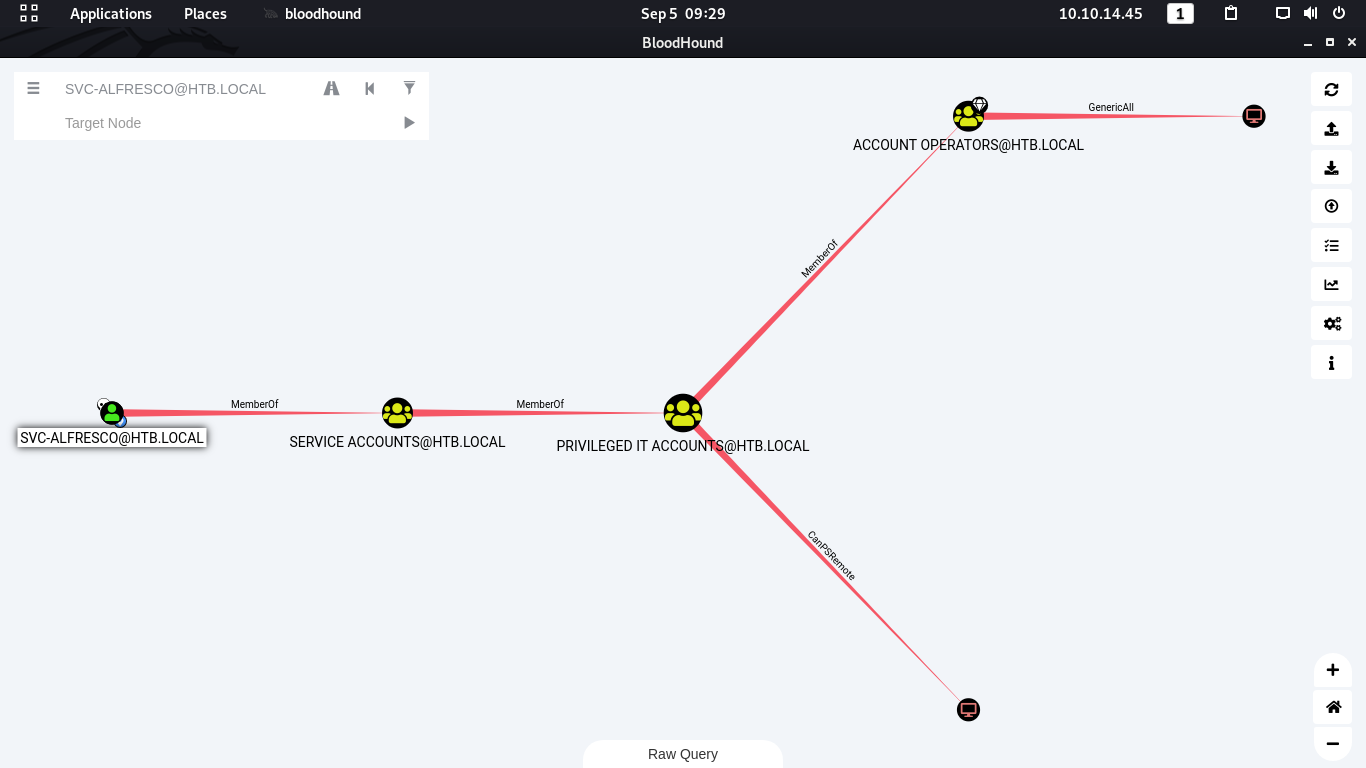 Applications Places bloodhound Sep 5 09:29 10.10.14.45 1
BloodHound
SVC-ALFRESCO@HTB.LOCAL
Target Node
GenericAll
ACCOUNT OPERATORS@HTB.LOCAL
MemberOf
MemberOf
MemberOf
SVC-ALFRESCO@HTB.LOCAL
SERVICE ACCOUNTS@HTB.LOCAL
PRIVILEGED IT ACCOUNTS@HTB.LOCAL
CanPSRemote
Raw Query